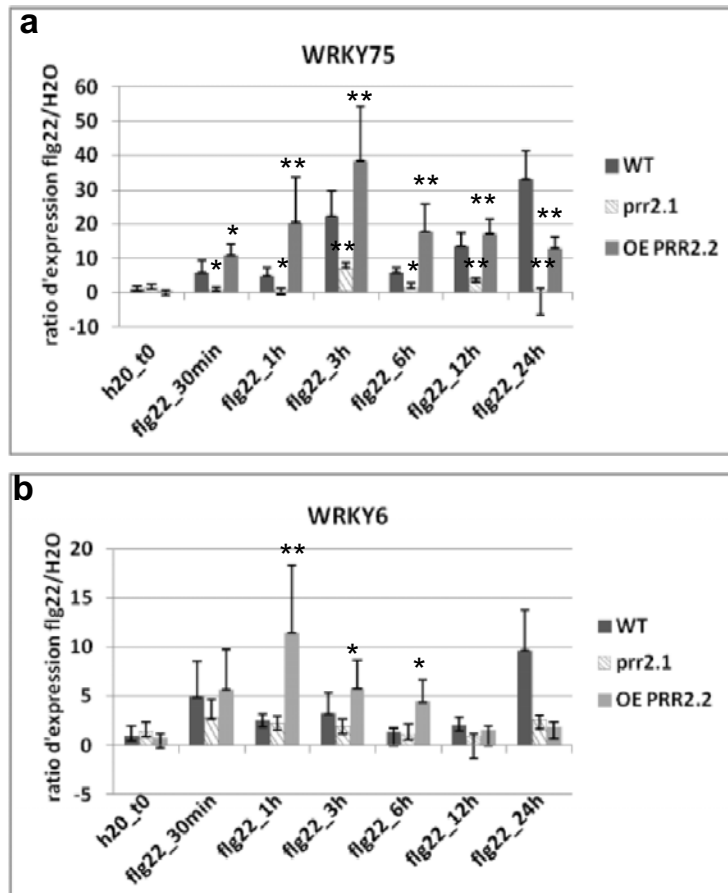 a
WRKY75
ratio d'expression flg22/H2O
60
50
40
30
20
10
0
-10
**
**
**
**
**
**
**
**
*
*
*
*
h20_t0
flg22_30min
flg22_1h
flg22_3h
flg22_6h
flg22_12h
flg22_24h
WT
prr2.1
OE PRR2.2
b
WRKY6
ratio d'expression flg22/H2O
20
15
10
5
0
-5
**
*
*
h20_t0
flg22_30min
flg22_1h
flg22_3h
flg22_6h
flg22_12h
flg22_24h
WT
prr2.1
OE PRR2.2